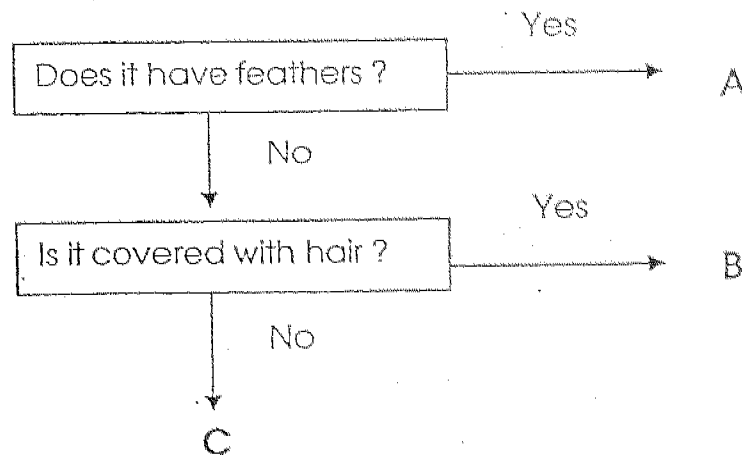 Yes
Does it have feathers ?
A
No
Yes
Is it covered with hair ?
B
No
C